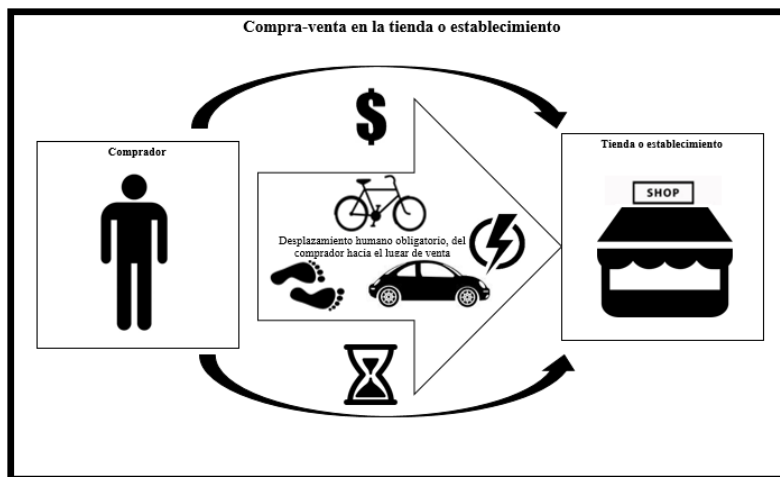 Compra-venta en la tienda o establecimiento
$
Comprador
Tienda o establecimiento
SHOP
Desplazamiento humano obligatorio, del
comprador hacia el lugar de venta